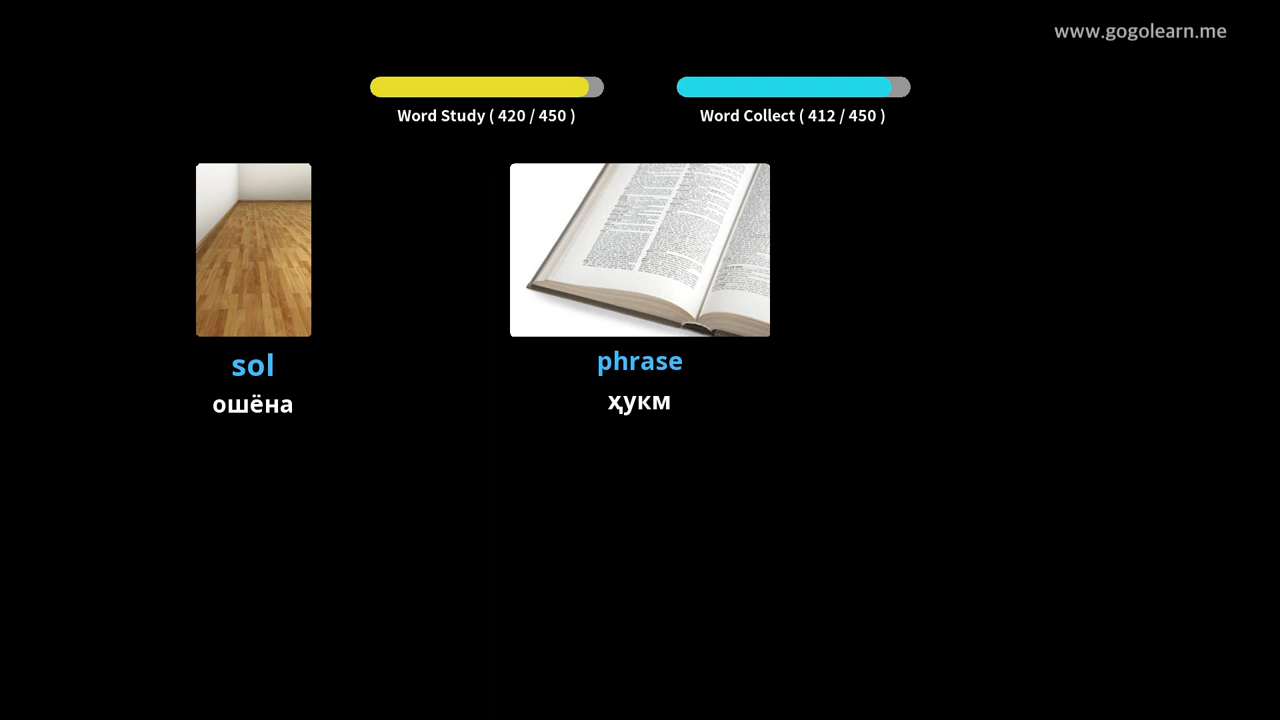 www.gogolearn.me
Word Study ( 420 / 450 )
Word Collect ( 412 / 450 )
sol
ошёна
phrase
ҳукм